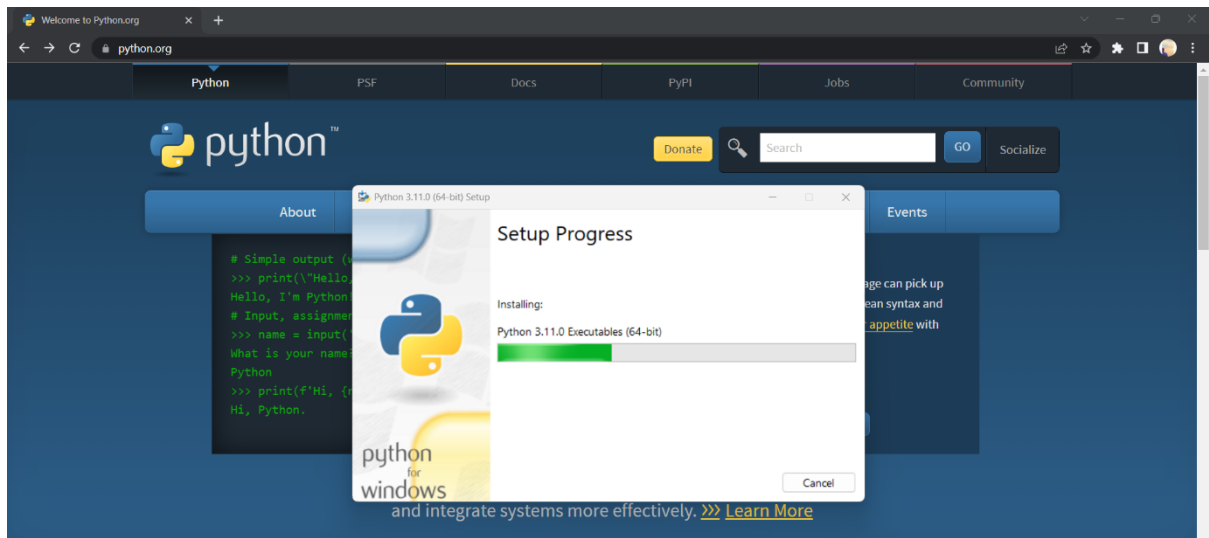 Welcome to Python.org
python.org
Python PSF Docs PyPI Jobs Community
python™
Donate Search GO Socialize
About Events
Python 3.11.0 (64-bit) Setup
Setup Progress
Installing:
Python 3.11.0 Executables (64-bit)
python
for
windows
Cancel
# Simple output (
>>> print(\"Hello,
Hello, I'm Python!
# Input, assignmen
>>> name = input(
What is your name?
Python
>>> print(f'Hi, {
Hi, Python.
age can pick up
ean syntax and
appetite with
and integrate systems more effectively. >>> Learn More